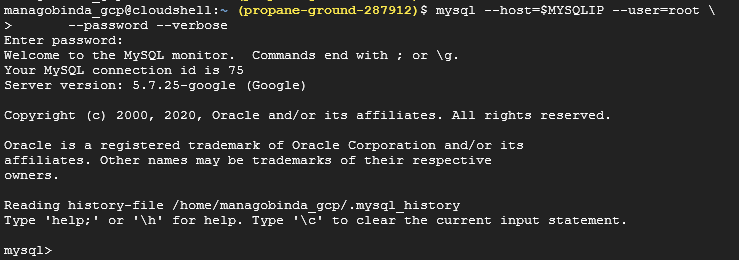 managobinda_gcp@cloudshell:~ (propane-ground-287912)$ mysql --host=$MYSQLIP --user=root \
>       --password --verbose
Enter password:
Welcome to the MySQL monitor.  Commands end with ; or \g.
Your MySQL connection id is 75
Server version: 5.7.25-google (Google)
Copyright (c) 2000, 2020, Oracle and/or its affiliates. All rights reserved.
Oracle is a registered trademark of Oracle Corporation and/or its
affiliates. Other names may be trademarks of their respective
owners.
Reading history-file /home/managobinda_gcp/.mysql_history
Type 'help;' or '\h' for help. Type '\c' to clear the current input statement.
mysql>